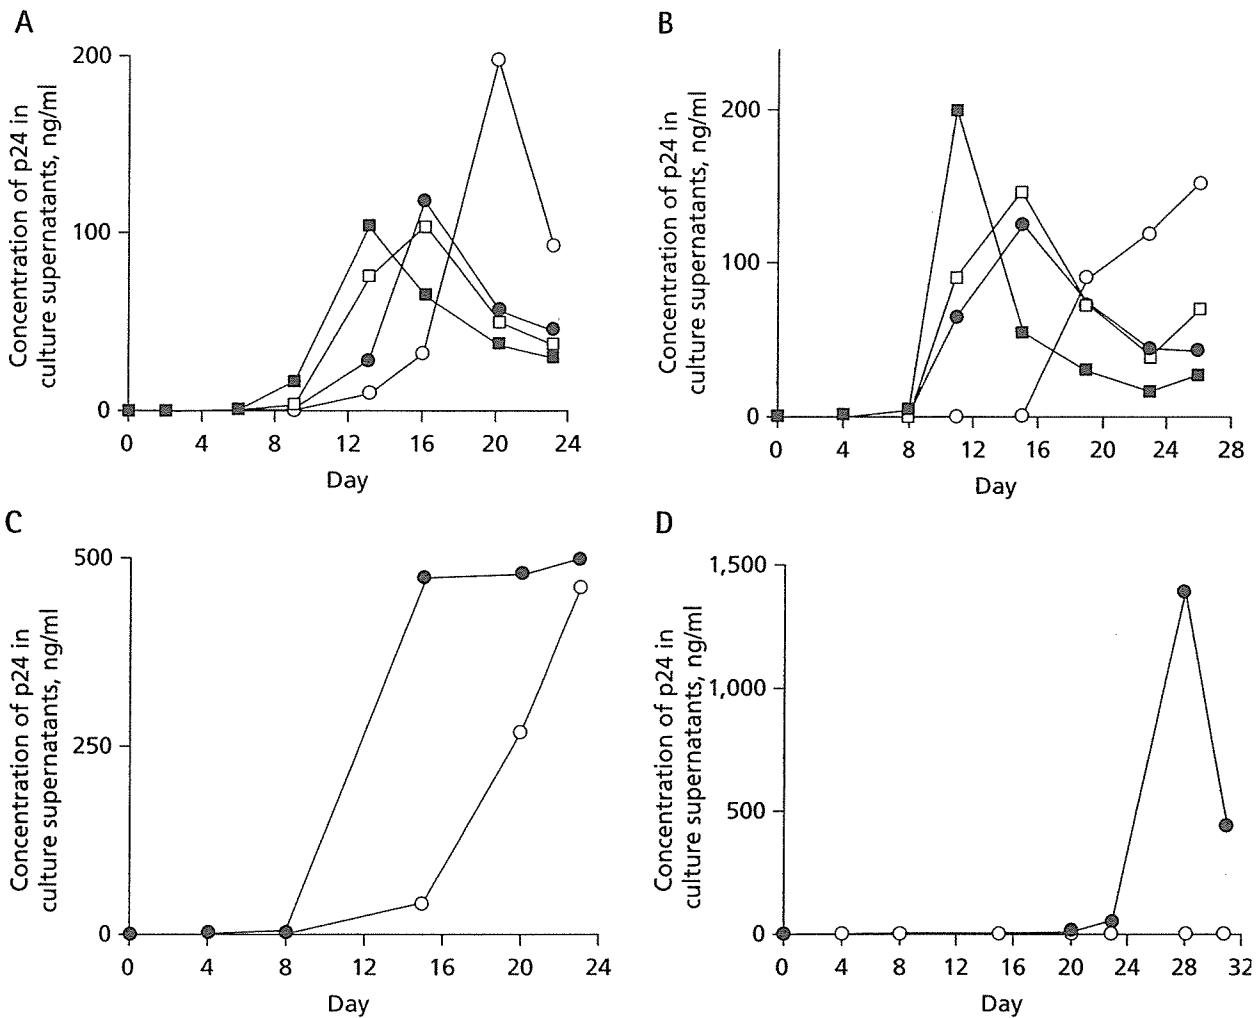 A
Concentration of p24 in
culture supernatants, ng/ml
200
100
0
0 4 8 12 16 20 24
Day
B
Concentration of p24 in
culture supernatants, ng/ml
200
100
0
0 4 8 12 16 20 24 28
Day
C
Concentration of p24 in
culture supernatants, ng/ml
500
250
0
0 4 8 12 16 20 24
Day
D
Concentration of p24 in
culture supernatants, ng/ml
1,500
1,000
500
0
0 4 8 12 16 20 24 28 32
Day